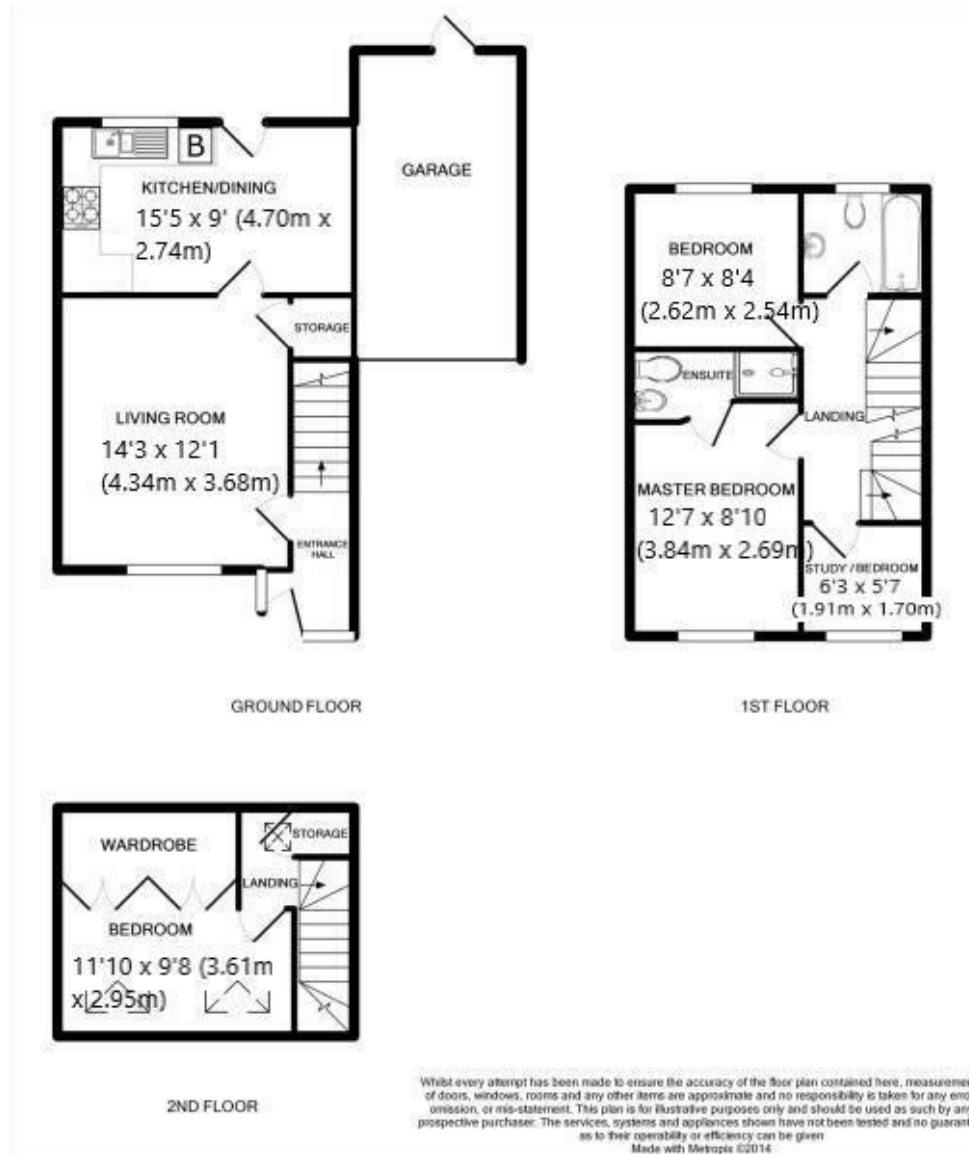 B
KITCHEN/DINING
15'5 x 9' (4.70m x
2.74m)
GARAGE
STORAGE
LIVING ROOM
14'3 x 12'1
(4.34m x 3.68m)
ENTRANCE
HALL
GROUND FLOOR
BEDROOM
8'7 x 8'4
(2.62m x 2.54m)
ENSUITE
LANDING
MASTER BEDROOM
12'7 x 8'10
(3.84m x 2.69m)
STUDY / BEDROOM
6'3 x 5'7
(1.91m x 1.70m)
1ST FLOOR
WARDROBE
STORAGE
LANDING
BEDROOM
11'10 x 9'8 (3.61m
x 2.95m)
2ND FLOOR
Whilst every attempt has been made to ensure the accuracy of the floor plan contained here, measuremen
of doors, windows, rooms and any other items are approximate and no responsibility is taken for any erro
omission, or mis-statement. This plan is for illustrative purposes only and should be used as such by any
prospective purchaser. The services, systems and appliances shown have not been tested and no guarant
as to their operability or efficiency can be given
Made with Metropix ©2014